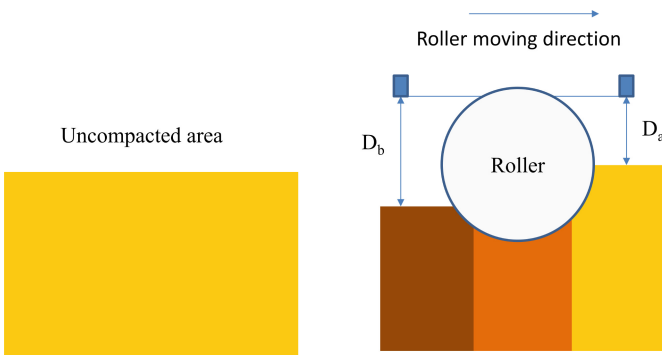 Roller moving direction
Uncompacted area
D_b
D_a
Roller